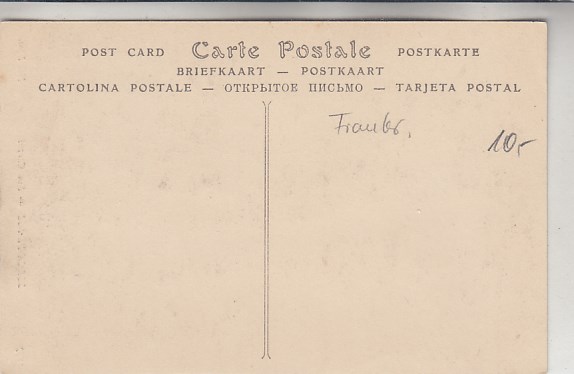 POST CARD Carte Postale POSTKARTE
BRIEFKAART — POSTKAART
CARTOLINA POSTALE — ОТКРЫТОЕ ПИСЬМО — TARJETA POSTAL
10,-